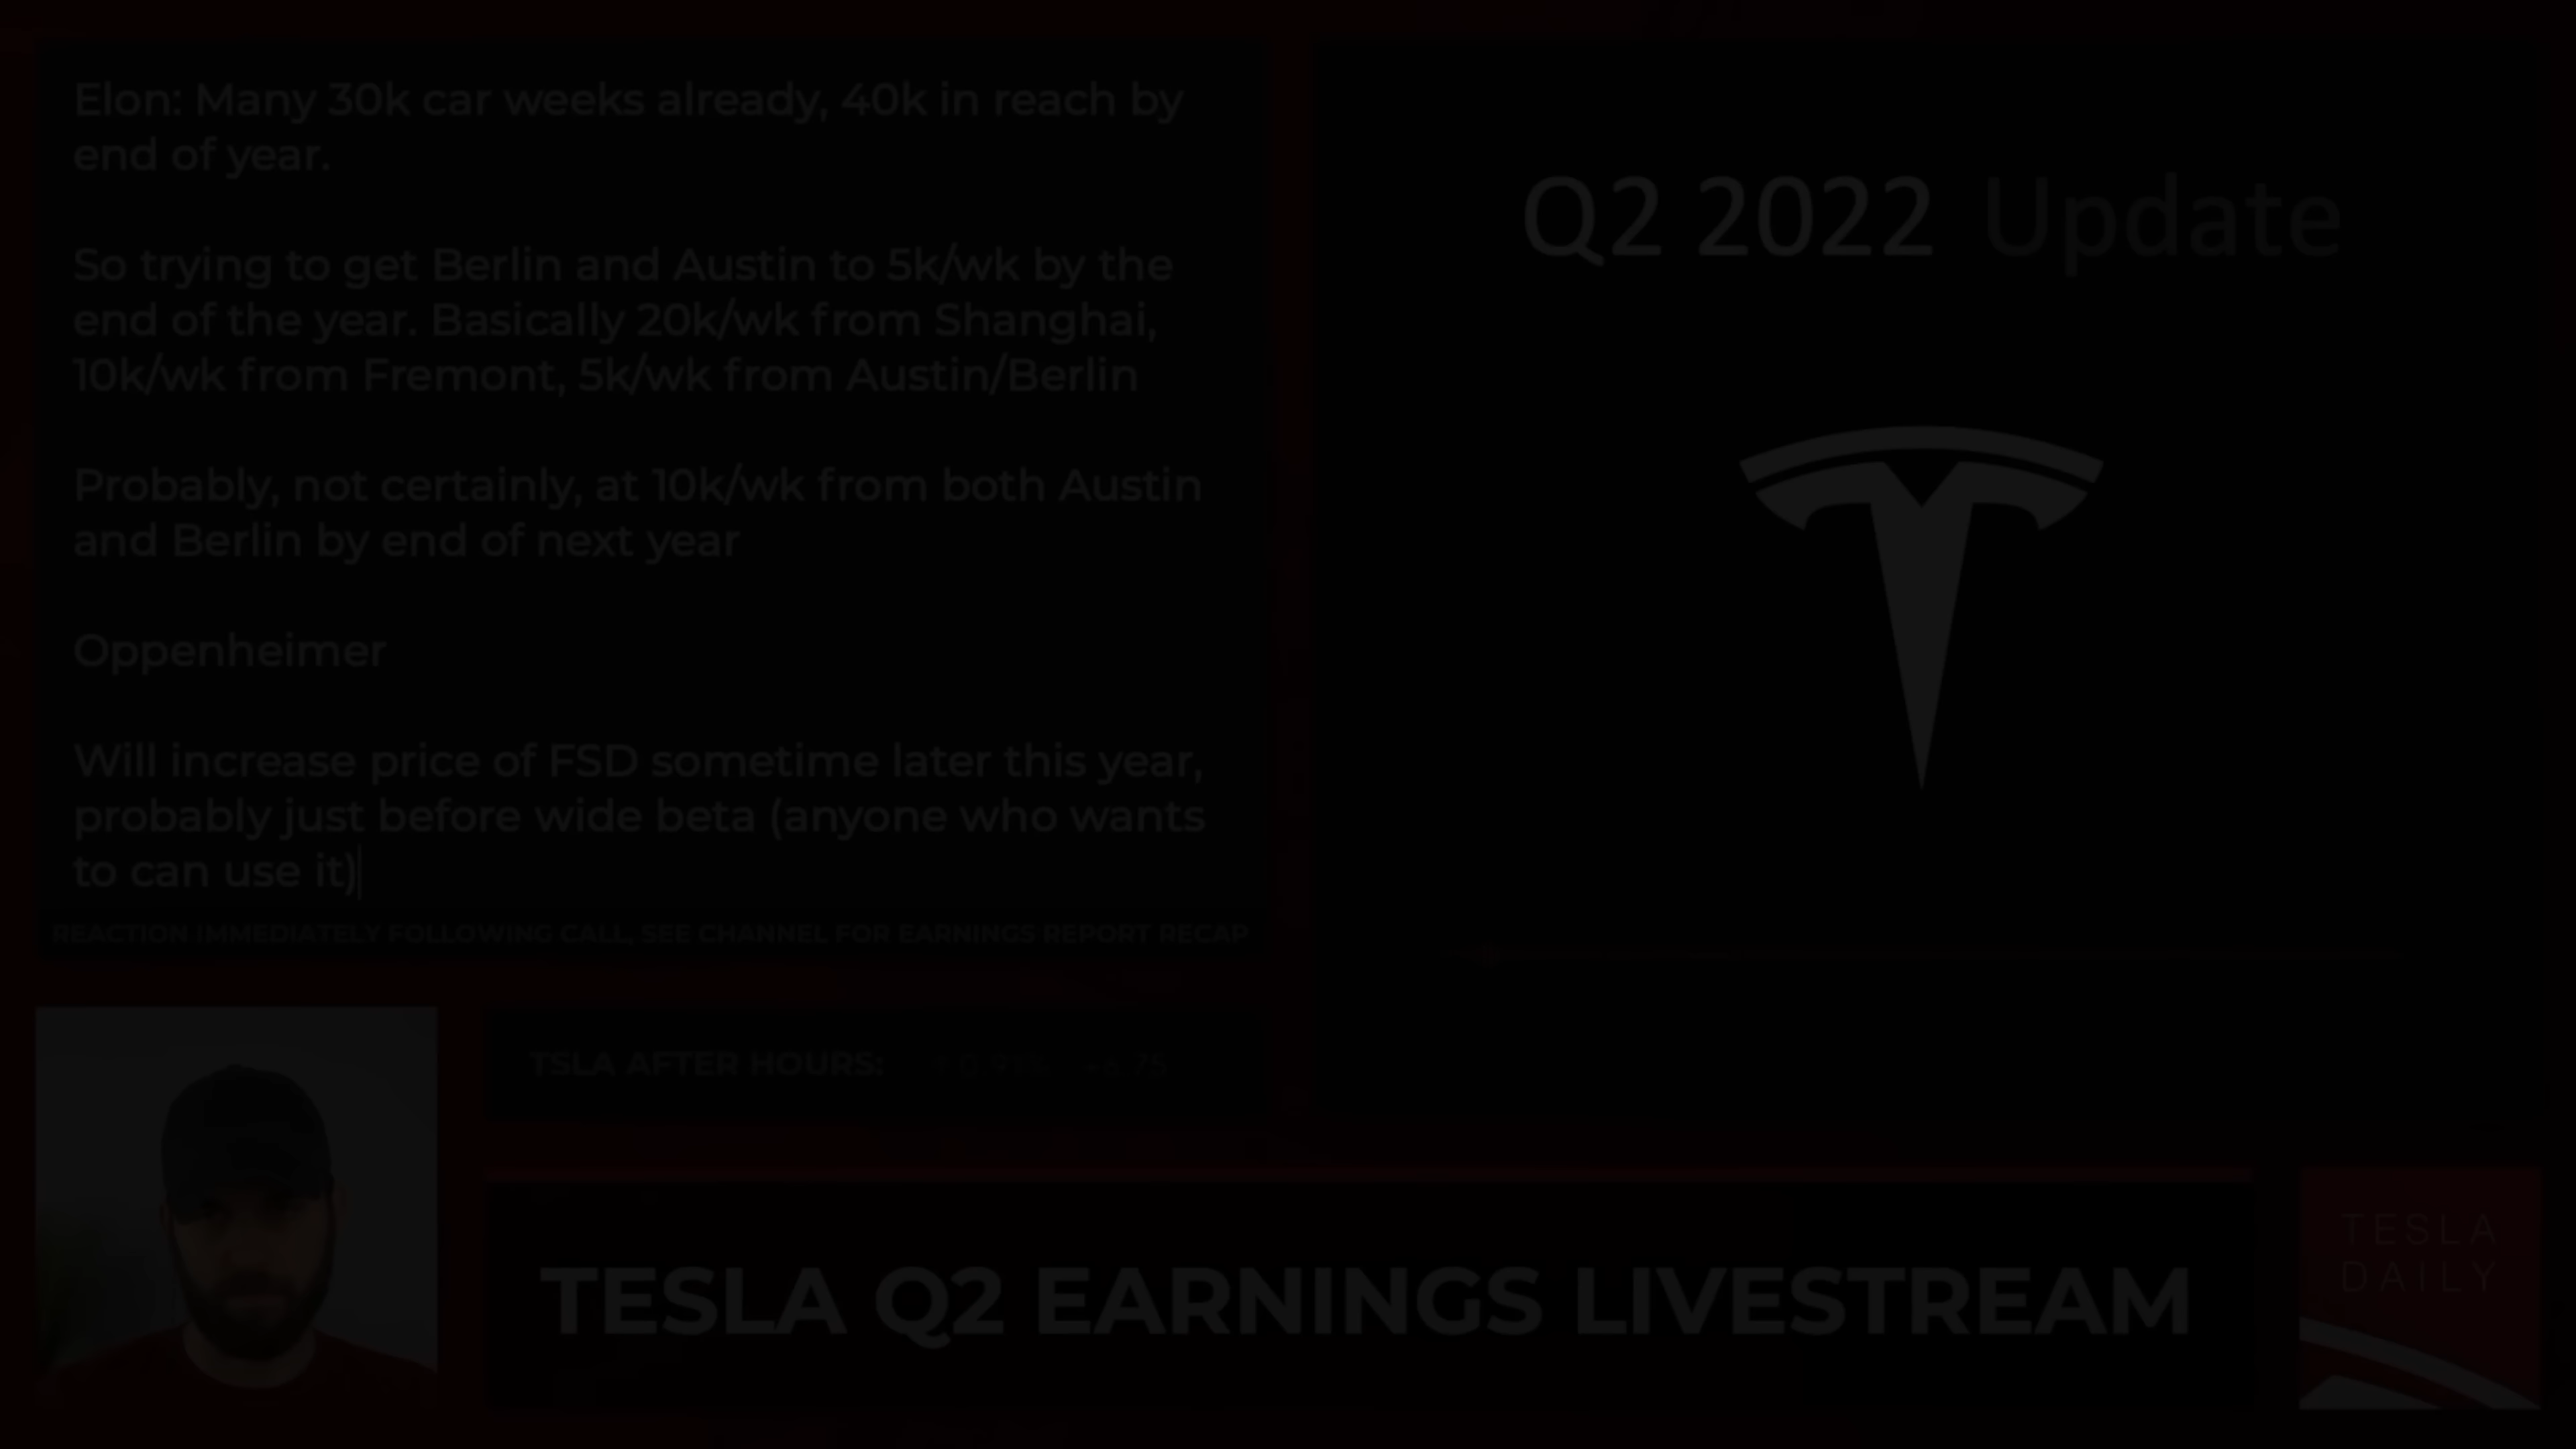 Elon: Many 30k car weeks already, 40k in reach by
end of year.
So trying to get Berlin and Austin to 5k/wk by the
end of the year. Basically 20k/wk from Shanghai,
10k/wk from Fremont, 5k/wk from Austin/Berlin
Probably, not certainly, at 10k/wk from both Austin
and Berlin by end of next year
Oppenheimer
Will increase price of FSD sometime later this year,
probably just before wide beta (anyone who wants
to can use it)
REACTION IMMEDIATELY FOLLOWING CALL, SEE CHANNEL FOR EARNINGS REPORT RECAP
Q2 2022 Update
TSLA AFTER HOURS:
TESLA Q2 EARNINGS LIVESTREAM
TESLA
DAILY